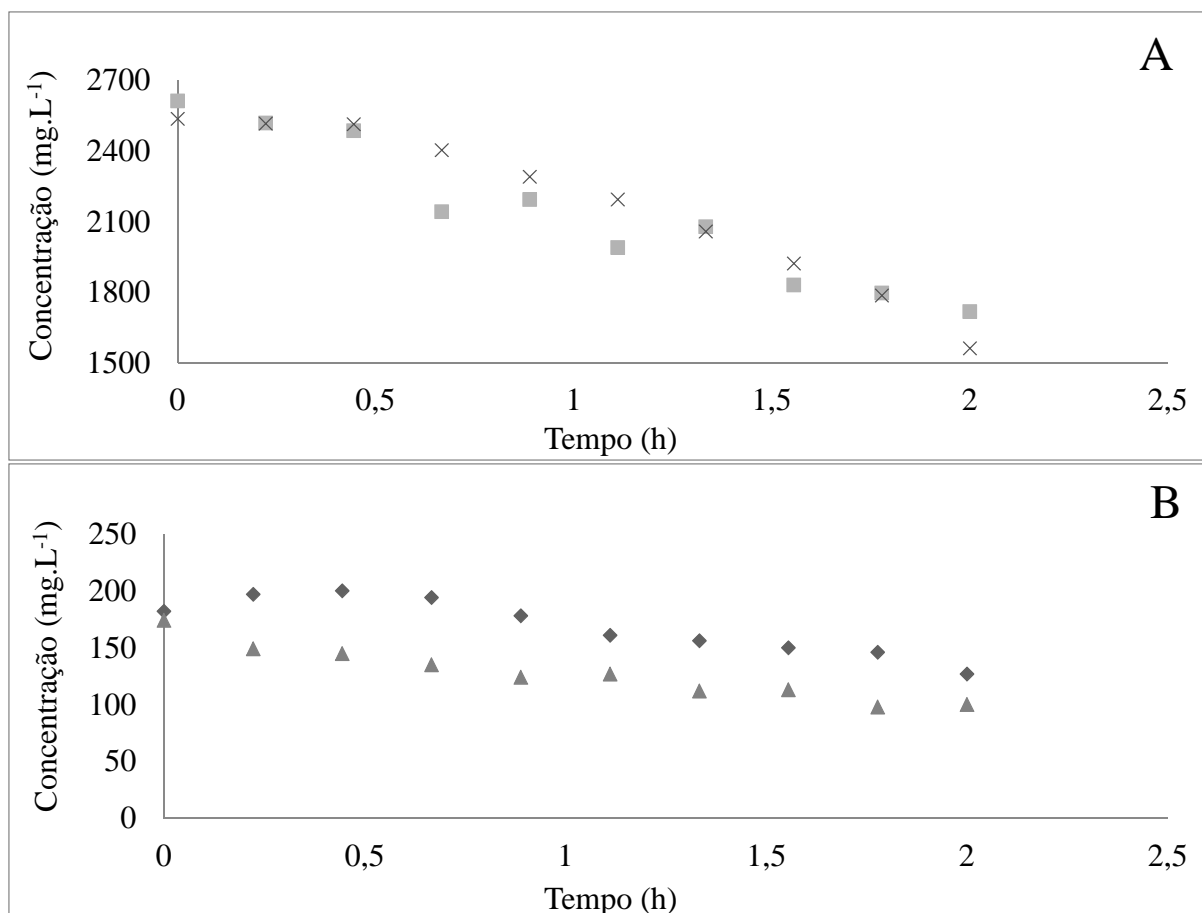 A
Concentração (mg.L⁻¹)
2700
2400
2100
1800
1500
0 0,5 1 1,5 2 2,5
Tempo (h)
B
Concentração (mg.L⁻¹)
250
200
150
100
50
0
0 0,5 1 1,5 2 2,5
Tempo (h)